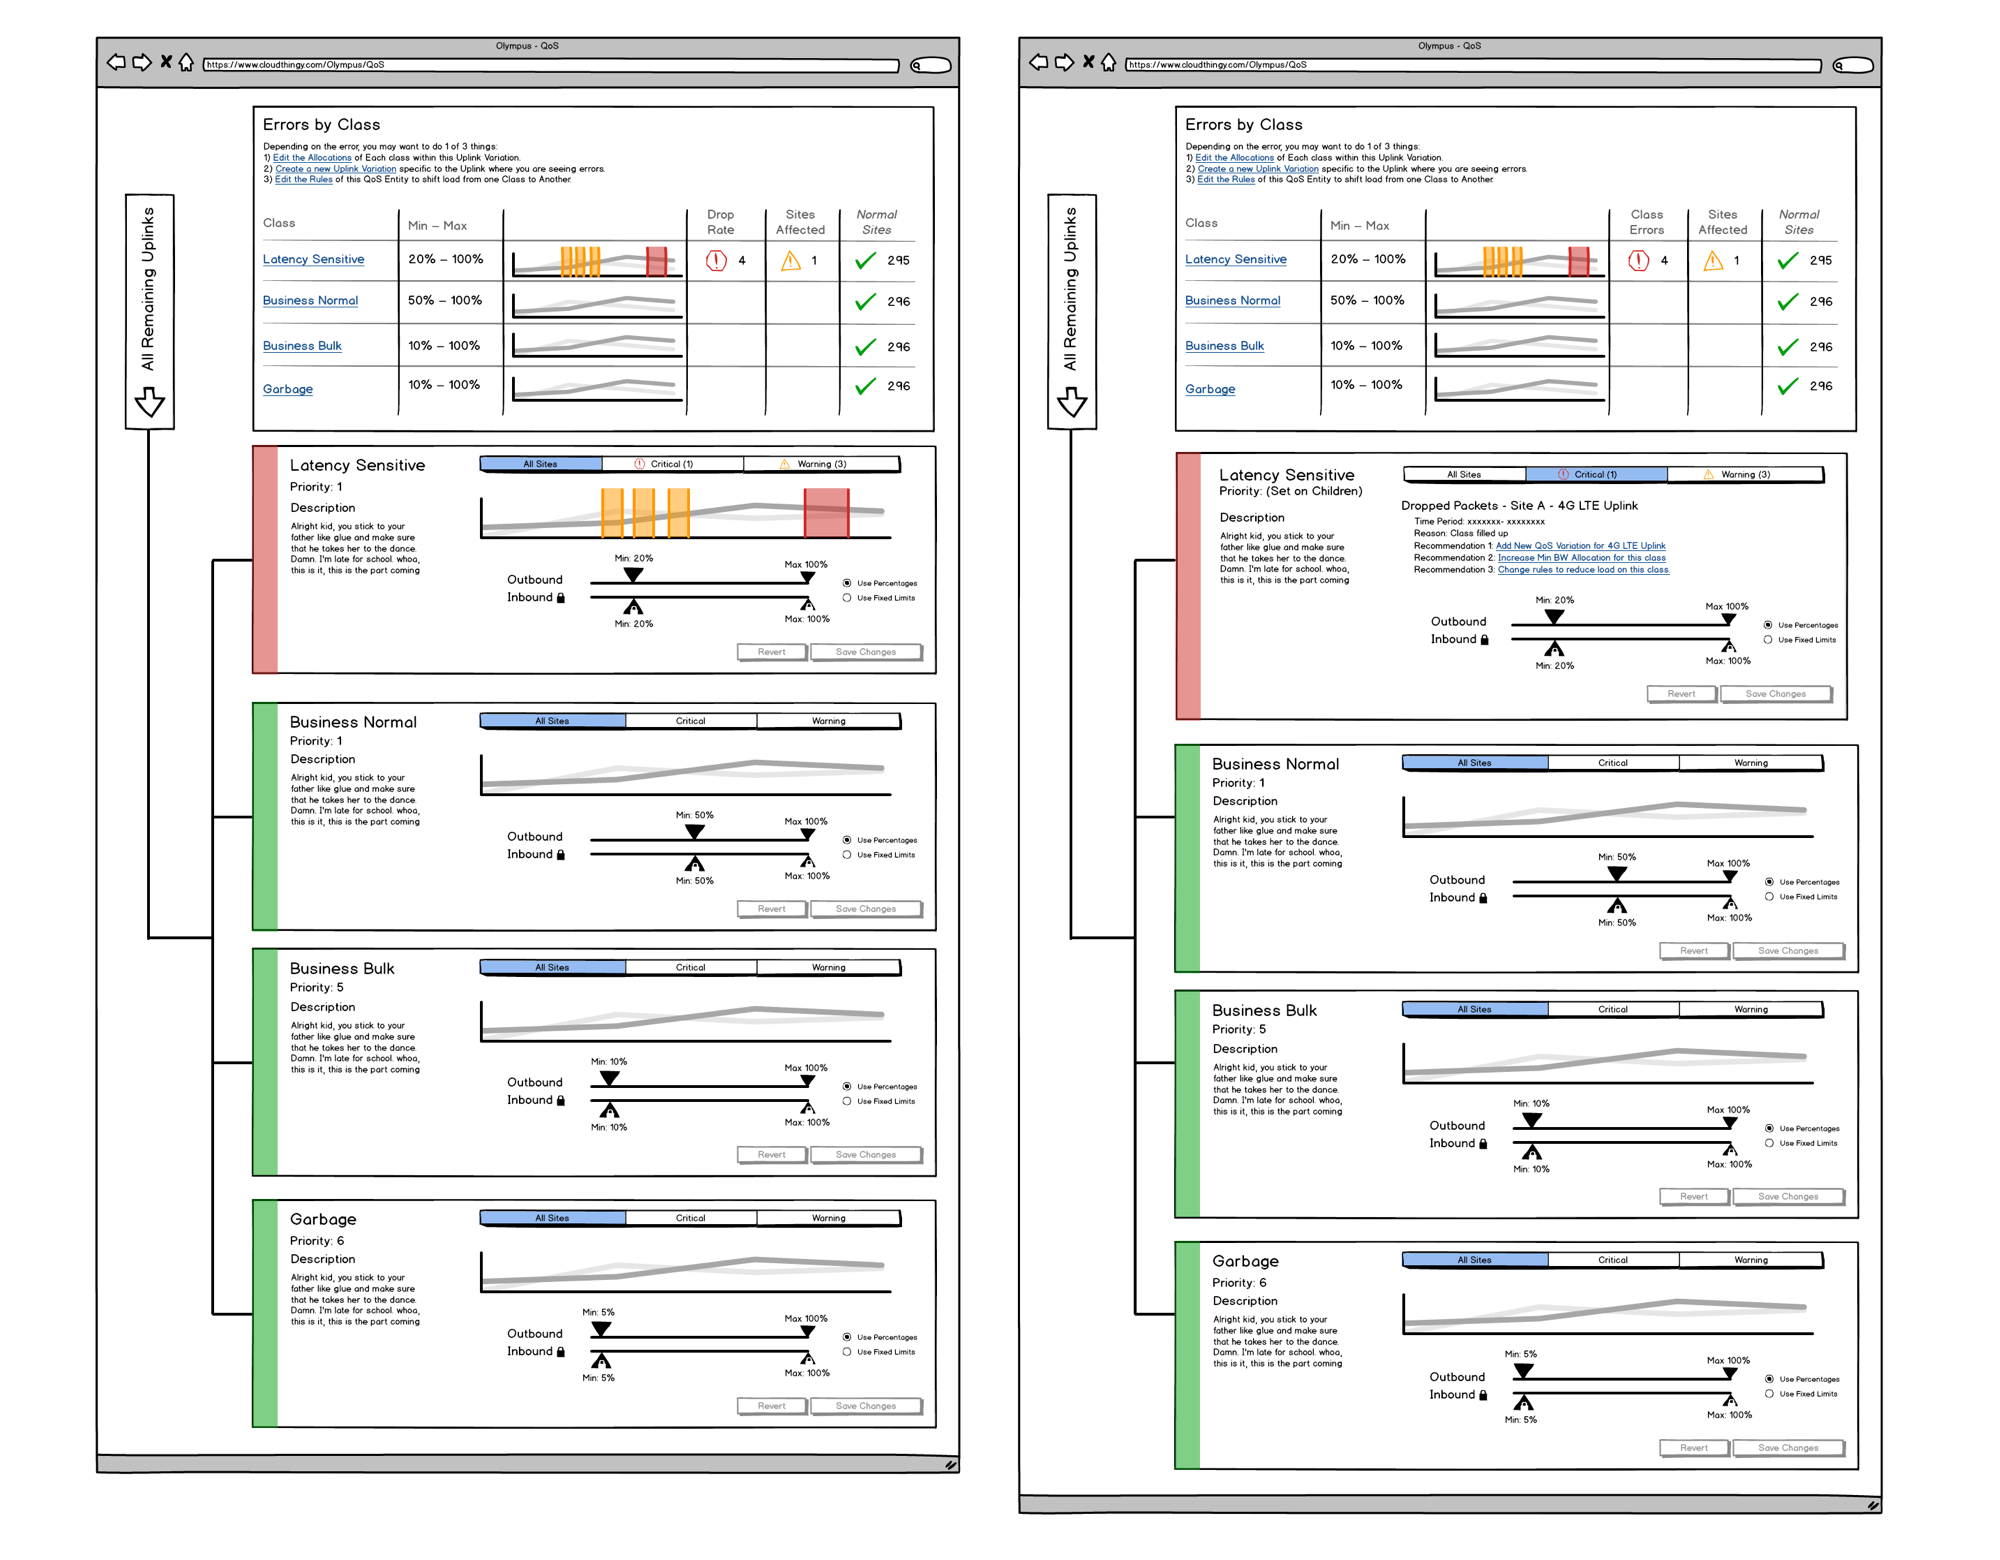 Olympus - QoS
https://www.cloudthingy.com/Olympus/QoS
All Remaining Uplinks
Errors by Class
Depending on the error, you may want to do 1 of 3 things:
1) Edit the Allocations of Each class within this Uplink Variation.
2) Create a new Uplink Variation specific to the Uplink where you are seeing errors.
3) Edit the Rules of this QoS Entity to shift load from one Class to Another.
Class Min – Max Drop Rate Sites Affected Normal Sites
Latency Sensitive 20% – 100% 4 1 295
Business Normal 50% – 100% 296
Business Bulk 10% – 100% 296
Garbage 10% – 100% 296
Latency Sensitive
Priority: 1
Description
Alright kid, you stick to your
father like glue and make sure
that he takes her to the dance.
Damn. I'm late for school. whoa,
this is it, this is the part coming
All Sites Critical (1) Warning (3)
Min: 20% Max 100%
Outbound Use Percentages
Inbound Use Fixed Limits
Min: 20% Max: 100%
Revert Save Changes
Business Normal
Priority: 1
Description
Alright kid, you stick to your
father like glue and make sure
that he takes her to the dance.
Damn. I'm late for school. whoa,
this is it, this is the part coming
All Sites Critical Warning
Min: 50% Max 100%
Outbound Use Percentages
Inbound Use Fixed Limits
Min: 50% Max: 100%
Revert Save Changes
Business Bulk
Priority: 5
Description
Alright kid, you stick to your
father like glue and make sure
that he takes her to the dance.
Damn. I'm late for school. whoa,
this is it, this is the part coming
All Sites Critical Warning
Min: 10% Max 100%
Outbound Use Percentages
Inbound Use Fixed Limits
Min: 10% Max: 100%
Revert Save Changes
Garbage
Priority: 6
Description
Alright kid, you stick to your
father like glue and make sure
that he takes her to the dance.
Damn. I'm late for school. whoa,
this is it, this is the part coming
All Sites Critical Warning
Min: 5% Max 100%
Outbound Use Percentages
Inbound Use Fixed Limits
Min: 5% Max: 100%
Revert Save Changes
Olympus - QoS
https://www.cloudthingy.com/Olympus/QoS
All Remaining Uplinks
Errors by Class
Depending on the error, you may want to do 1 of 3 things:
1) Edit the Allocations of Each class within this Uplink Variation.
2) Create a new Uplink Variation specific to the Uplink where you are seeing errors.
3) Edit the Rules of this QoS Entity to shift load from one Class to Another.
Class Min – Max Class Errors Sites Affected Normal Sites
Latency Sensitive 20% – 100% 4 1 295
Business Normal 50% – 100% 296
Business Bulk 10% – 100% 296
Garbage 10% – 100% 296
Latency Sensitive
Priority: (Set on Children)
Description
Alright kid, you stick to your
father like glue and make sure
that he takes her to the dance.
Damn. I'm late for school. whoa,
this is it, this is the part coming
All Sites Critical (1) Warning (3)
Dropped Packets - Site A - 4G LTE Uplink
Time Period: xxxxxxx- xxxxxxxx
Reason: Class filled up
Recommendation 1: Add New QoS Variation for 4G LTE Uplink
Recommendation 2: Increase Min BW Allocation for this class
Recommendation 3: Change rules to reduce load on this class.
Min: 20% Max 100%
Outbound Use Percentages
Inbound Use Fixed Limits
Min: 20% Max: 100%
Revert Save Changes
Business Normal
Priority: 1
Description
Alright kid, you stick to your
father like glue and make sure
that he takes her to the dance.
Damn. I'm late for school. whoa,
this is it, this is the part coming
All Sites Critical Warning
Min: 50% Max 100%
Outbound Use Percentages
Inbound Use Fixed Limits
Min: 50% Max: 100%
Revert Save Changes
Business Bulk
Priority: 5
Description
Alright kid, you stick to your
father like glue and make sure
that he takes her to the dance.
Damn. I'm late for school. whoa,
this is it, this is the part coming
All Sites Critical Warning
Min: 10% Max 100%
Outbound Use Percentages
Inbound Use Fixed Limits
Min: 10% Max: 100%
Revert Save Changes
Garbage
Priority: 6
Description
Alright kid, you stick to your
father like glue and make sure
that he takes her to the dance.
Damn. I'm late for school. whoa,
this is it, this is the part coming
All Sites Critical Warning
Min: 5% Max 100%
Outbound Use Percentages
Inbound Use Fixed Limits
Min: 5% Max: 100%
Revert Save Changes